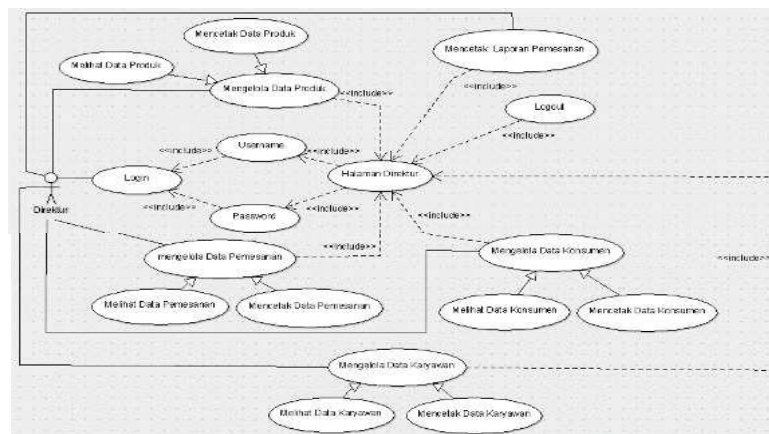 Mencetak Data Produk
Mencetak Laporan Pemesanan
Melihat Data Produk
Mengelola Data Produk
<<include>>
<<include>>
Logout
<<include>>
Username
<<include>>
<<include>>
Login
Halaman Direktur
Direktur
<<include>>
Password
<<include>>
<<include>>
<<include>>
mengelola Data Pemesanan
Mengelola Data Konsumen
<<include>>
Melihat Data Pemesanan
Mencetak Data Pemesanan
Melihat Data Konsumen
Mencetak Data Konsumen
Mengelola Data Karyawan
Melihat Data Karyawan
Mencetak Data Karyawan